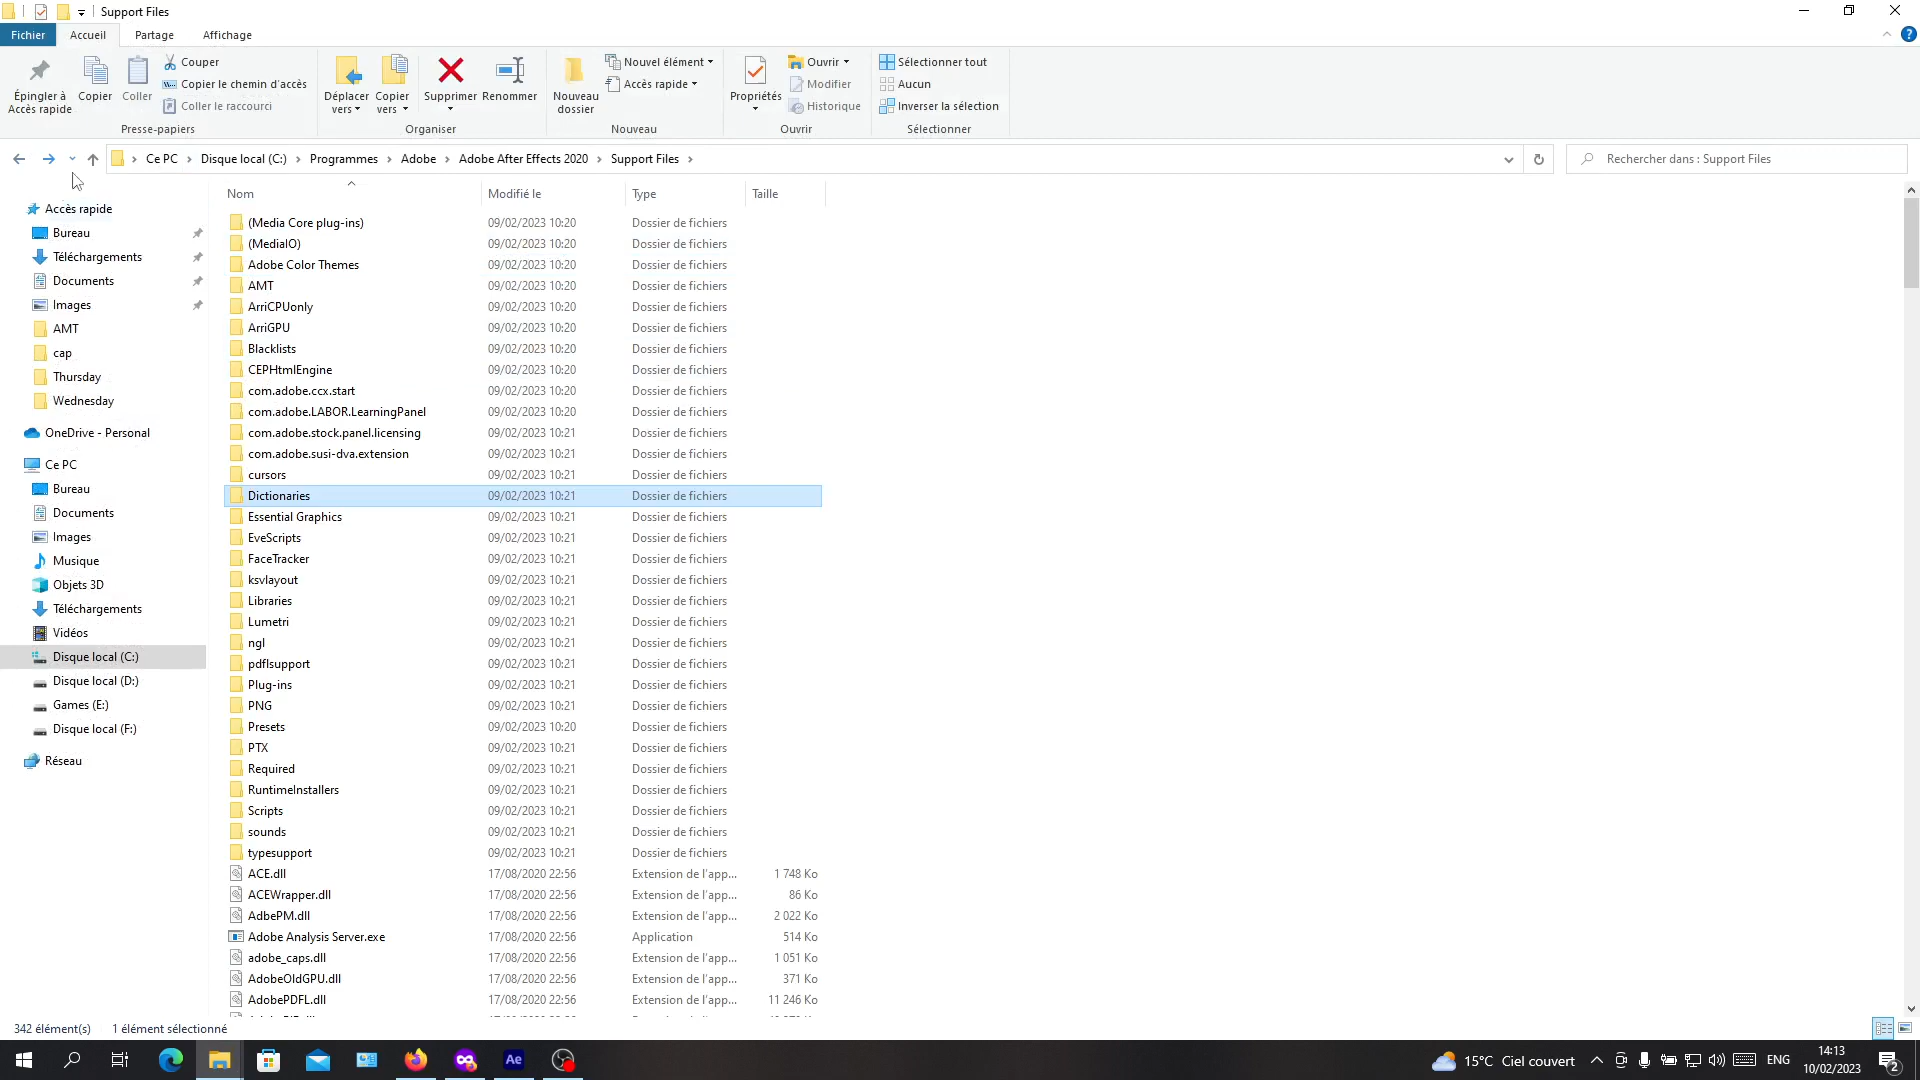 Support Files
Fichier Accueil Partage Affichage
Épingler à Accès rapide
Copier
Coller
Couper
Copier le chemin d'accès
Coller le raccourci
Presse-papiers
Déplacer vers
Copier vers
Supprimer
Renommer
Organiser
Nouveau dossier
Nouvel élément
Accès rapide
Nouveau
Propriétés
Ouvrir
Modifier
Historique
Ouvrir
Sélectionner tout
Aucun
Inverser la sélection
Sélectionner
Ce PC > Disque local (C:) > Programmes > Adobe > Adobe After Effects 2020 > Support Files >
Rechercher dans : Support Files
Accès rapide
Bureau
Téléchargements
Documents
Images
AMT
cap
Thursday
Wednesday
OneDrive - Personal
Ce PC
Bureau
Documents
Images
Musique
Objets 3D
Téléchargements
Vidéos
Disque local (C:)
Disque local (D:)
Games (E:)
Disque local (F:)
Réseau
Nom Modifié le Type Taille
(Media Core plug-ins) 09/02/2023 10:20 Dossier de fichiers
(MediaIO) 09/02/2023 10:20 Dossier de fichiers
Adobe Color Themes 09/02/2023 10:20 Dossier de fichiers
AMT 09/02/2023 10:20 Dossier de fichiers
ArriCPUonly 09/02/2023 10:20 Dossier de fichiers
ArriGPU 09/02/2023 10:20 Dossier de fichiers
Blacklists 09/02/2023 10:20 Dossier de fichiers
CEPHtmlEngine 09/02/2023 10:20 Dossier de fichiers
com.adobe.ccx.start 09/02/2023 10:20 Dossier de fichiers
com.adobe.LABOR.LearningPanel 09/02/2023 10:20 Dossier de fichiers
com.adobe.stock.panel.licensing 09/02/2023 10:21 Dossier de fichiers
com.adobe.susi-dva.extension 09/02/2023 10:21 Dossier de fichiers
cursors 09/02/2023 10:21 Dossier de fichiers
Dictionaries 09/02/2023 10:21 Dossier de fichiers
Essential Graphics 09/02/2023 10:21 Dossier de fichiers
EveScripts 09/02/2023 10:21 Dossier de fichiers
FaceTracker 09/02/2023 10:21 Dossier de fichiers
ksvlayout 09/02/2023 10:21 Dossier de fichiers
Libraries 09/02/2023 10:21 Dossier de fichiers
Lumetri 09/02/2023 10:21 Dossier de fichiers
ngl 09/02/2023 10:21 Dossier de fichiers
pdflsupport 09/02/2023 10:21 Dossier de fichiers
Plug-ins 09/02/2023 10:21 Dossier de fichiers
PNG 09/02/2023 10:21 Dossier de fichiers
Presets 09/02/2023 10:20 Dossier de fichiers
PTX 09/02/2023 10:21 Dossier de fichiers
Required 09/02/2023 10:21 Dossier de fichiers
RuntimeInstallers 09/02/2023 10:21 Dossier de fichiers
Scripts 09/02/2023 10:21 Dossier de fichiers
sounds 09/02/2023 10:21 Dossier de fichiers
typesupport 09/02/2023 10:21 Dossier de fichiers
ACE.dll 17/08/2020 22:56 Extension de l'app... 1 748 Ko
ACEWrapper.dll 17/08/2020 22:56 Extension de l'app... 86 Ko
AdbePM.dll 17/08/2020 22:56 Extension de l'app... 2 022 Ko
Adobe Analysis Server.exe 17/08/2020 22:56 Application 514 Ko
adobe_caps.dll 17/08/2020 22:56 Extension de l'app... 1 051 Ko
AdobeOldGPU.dll 17/08/2020 22:56 Extension de l'app... 371 Ko
AdobePDFL.dll 17/08/2020 22:56 Extension de l'app... 11 246 Ko
342 élément(s) 1 élément sélectionné
Ae
15°C Ciel couvert
ENG
14:13
10/02/2023
2